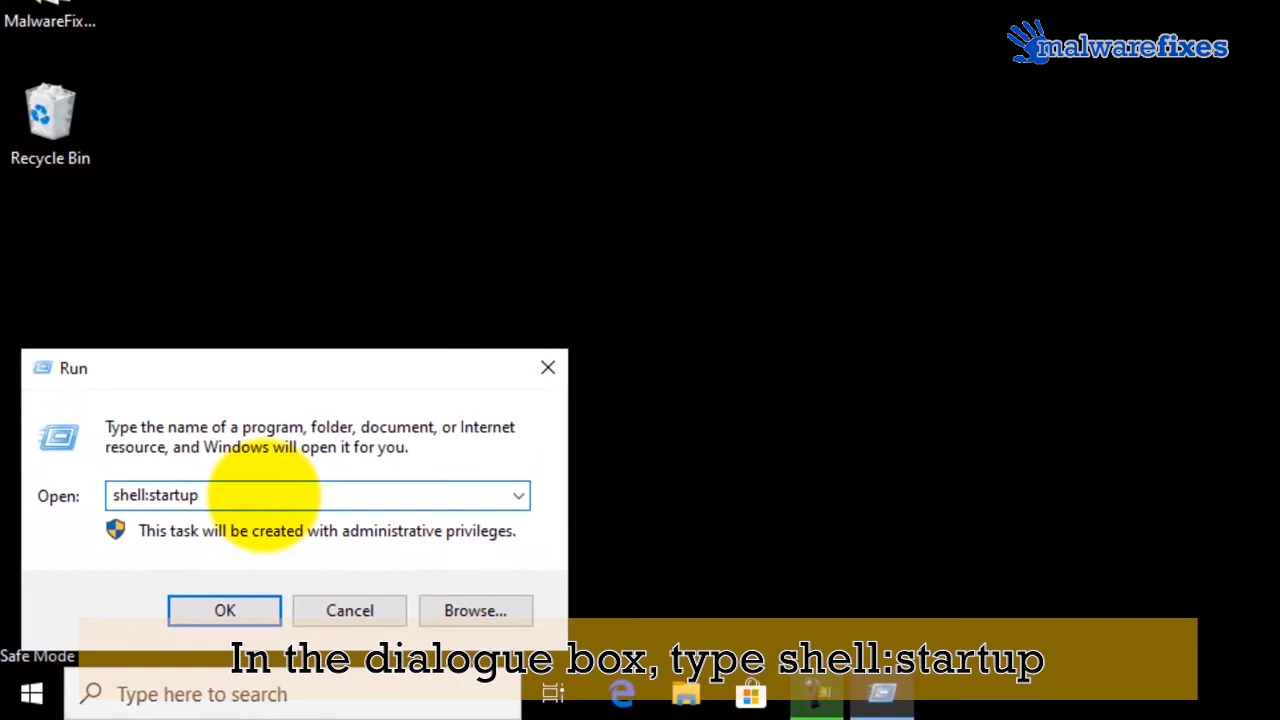 MalwareFix...
malwarefixes
Recycle Bin
Run
Type the name of a program, folder, document, or Internet
resource, and Windows will open it for you.
Open:
shell:startup
This task will be created with administrative privileges.
OK
Cancel
Browse...
In the dialogue box, type shell:startup
Safe Mode
Type here to search